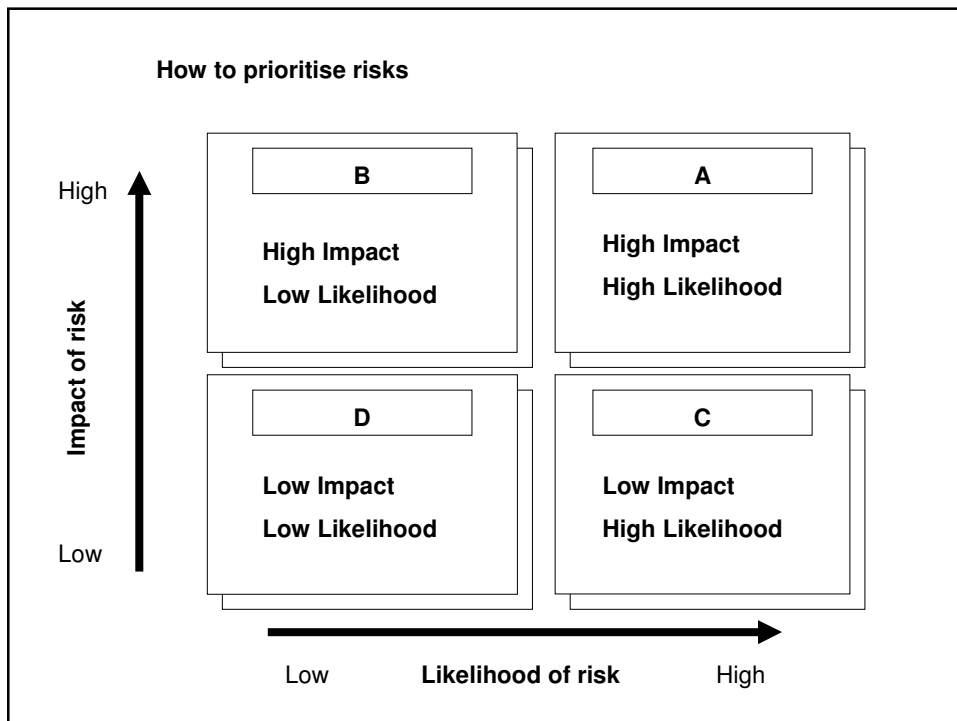 How to prioritise risks
B
A
High
High Impact
Low Likelihood
High Impact
High Likelihood
Impact of risk
D
C
Low Impact
Low Likelihood
Low Impact
High Likelihood
Low
Low
Likelihood of risk
High